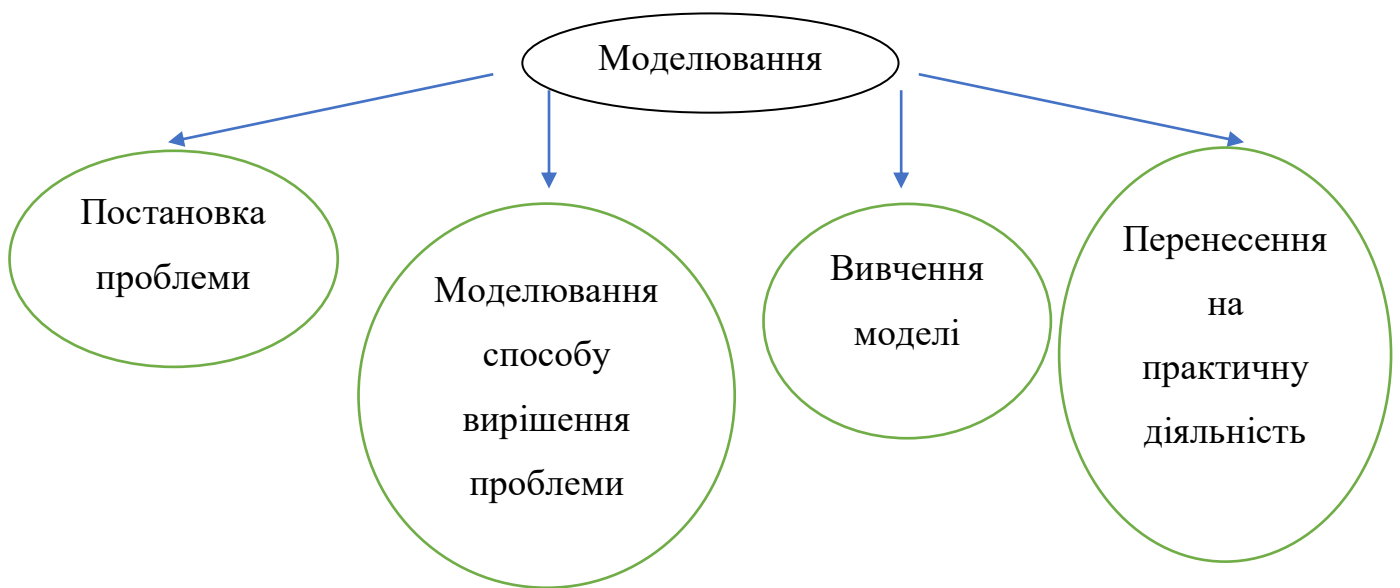 Моделювання
Постановка
проблеми
Моделювання
способу
вирішення
проблеми
Вивчення
моделі
Перенесення
на
практичну
діяльність